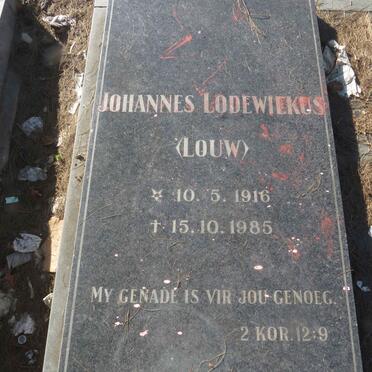 JOHANNES LODEWIEKUS
(LOUW)
* 10.5.1916
† 15.10.1985
MY GENADE IS VIR JOU GENOEG.
2 KOR.12:9